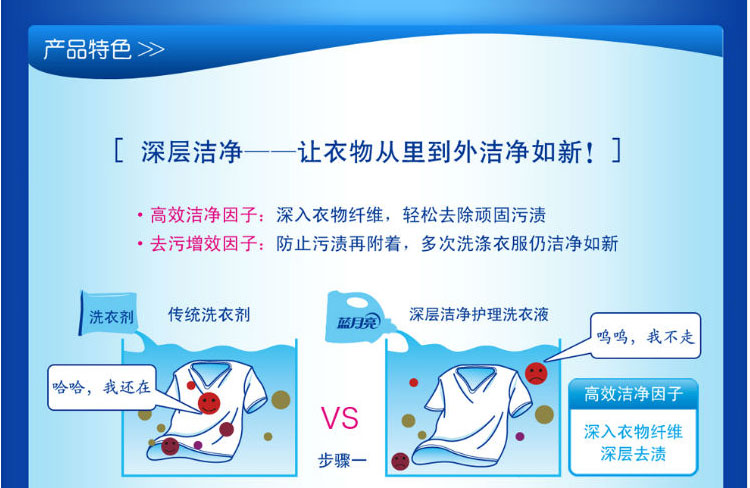 产品特色 >>
[ 深层洁净——让衣物从里到外洁净如新！ ]
· 高效洁净因子：深入衣物纤维，轻松去除顽固污渍
· 去污增效因子：防止污渍再附着，多次洗涤衣服仍洁净如新
洗衣剂
传统洗衣剂
蓝月亮
深层洁净护理洗衣液
呜呜，我不走
哈哈，我还在
VS
步骤一
高效洁净因子
深入衣物纤维
深层去渍